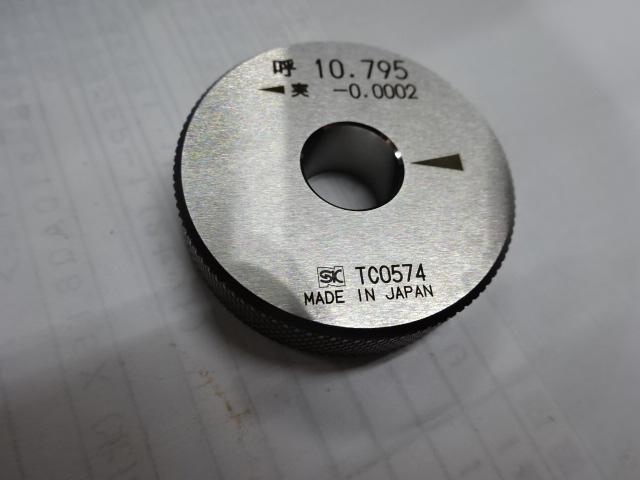 呼 10.795
実 -0.0002
SK TC0574
MADE IN JAPAN